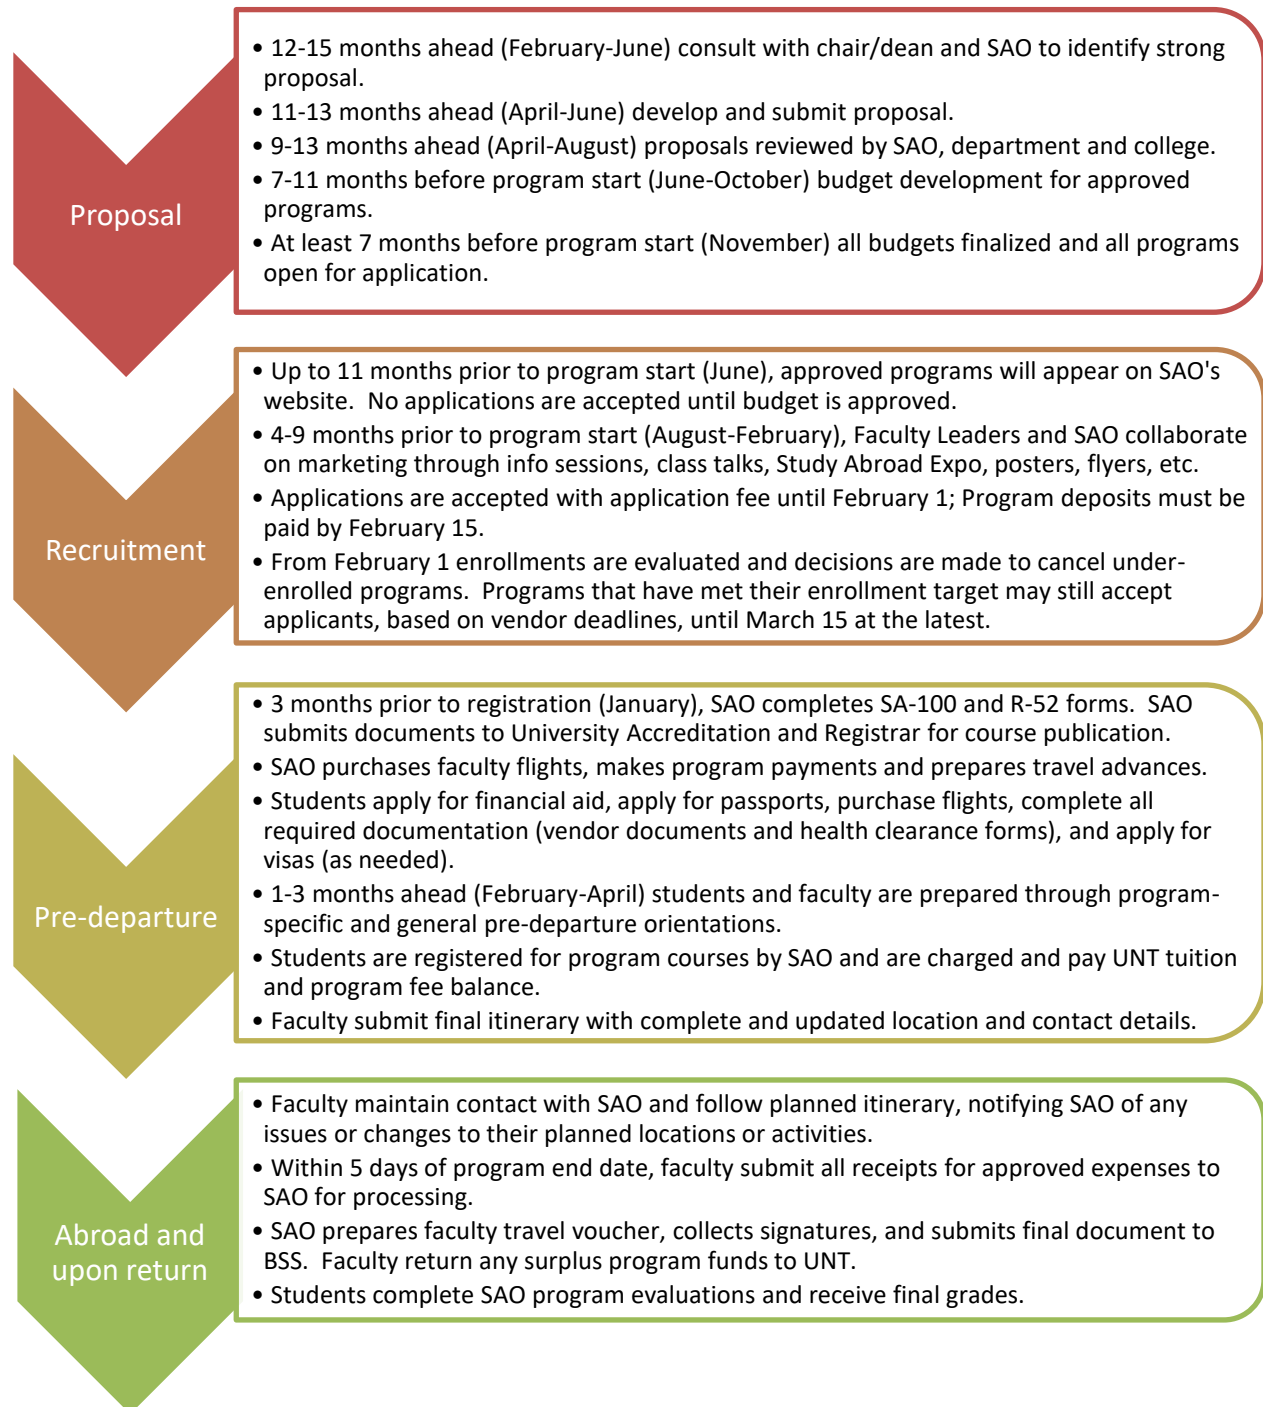 Proposal
• 12-15 months ahead (February-June) consult with chair/dean and SAO to identify strong
proposal.
• 11-13 months ahead (April-June) develop and submit proposal.
• 9-13 months ahead (April-August) proposals reviewed by SAO, department and college.
• 7-11 months before program start (June-October) budget development for approved
programs.
• At least 7 months before program start (November) all budgets finalized and all programs
open for application.
Recruitment
• Up to 11 months prior to program start (June), approved programs will appear on SAO's
website.  No applications are accepted until budget is approved.
• 4-9 months prior to program start (August-February), Faculty Leaders and SAO collaborate
on marketing through info sessions, class talks, Study Abroad Expo, posters, flyers, etc.
• Applications are accepted with application fee until February 1; Program deposits must be
paid by February 15.
• From February 1 enrollments are evaluated and decisions are made to cancel under-
enrolled programs.  Programs that have met their enrollment target may still accept
applicants, based on vendor deadlines, until March 15 at the latest.
Pre-departure
• 3 months prior to registration (January), SAO completes SA-100 and R-52 forms.  SAO
submits documents to University Accreditation and Registrar for course publication.
• SAO purchases faculty flights, makes program payments and prepares travel advances.
• Students apply for financial aid, apply for passports, purchase flights, complete all
required documentation (vendor documents and health clearance forms), and apply for
visas (as needed).
• 1-3 months ahead (February-April) students and faculty are prepared through program-
specific and general pre-departure orientations.
• Students are registered for program courses by SAO and are charged and pay UNT tuition
and program fee balance.
• Faculty submit final itinerary with complete and updated location and contact details.
Abroad and
upon return
• Faculty maintain contact with SAO and follow planned itinerary, notifying SAO of any
issues or changes to their planned locations or activities.
• Within 5 days of program end date, faculty submit all receipts for approved expenses to
SAO for processing.
• SAO prepares faculty travel voucher, collects signatures, and submits final document to
BSS.  Faculty return any surplus program funds to UNT.
• Students complete SAO program evaluations and receive final grades.